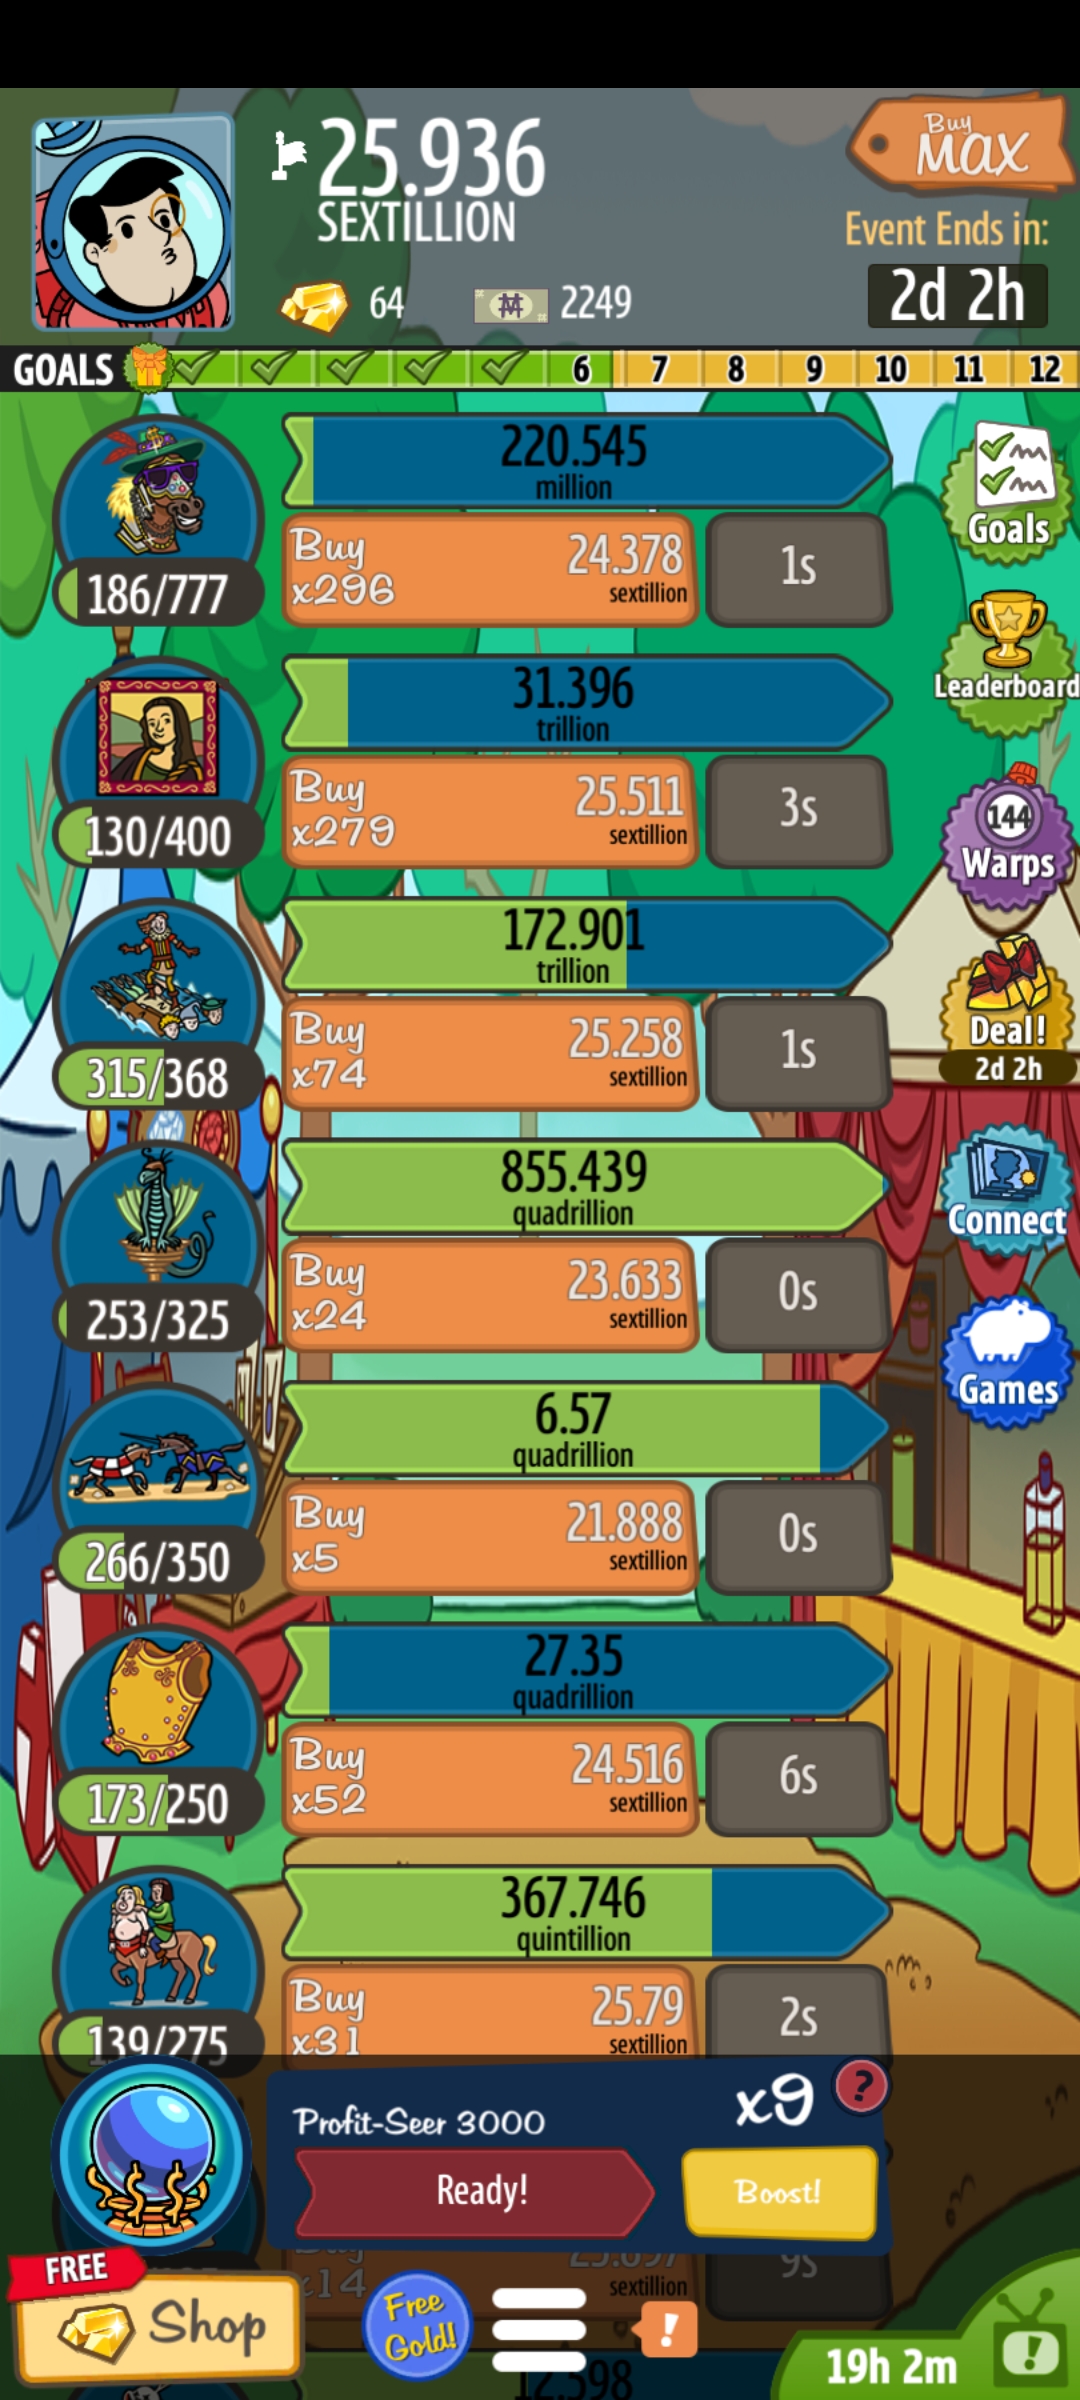 25.936
SEXTILLION
Buy
MAX
Event Ends in:
2d 2h
64
2249
GOALS
6 7 8 9 10 11 12
220.545
million
186/777
Buy
x296
24.378
sextillion
1s
Goals
31.396
trillion
130/400
Buy
x279
25.511
sextillion
3s
Leaderboard
144
Warps
172.901
trillion
315/368
Buy
x74
25.258
sextillion
1s
Deal!
2d 2h
855.439
quadrillion
253/325
Buy
x24
23.633
sextillion
0s
Connect
6.57
quadrillion
266/350
Buy
x5
21.888
sextillion
0s
Games
27.35
quadrillion
173/250
Buy
x52
24.516
sextillion
6s
367.746
quintillion
139/275
Buy
x31
25.79
sextillion
2s
Profit-Seer 3000
x9
?
Ready!
Boost!
x14
sextillion
9s
FREE
Shop
Free
Gold!
!
19h 2m
!
12.598